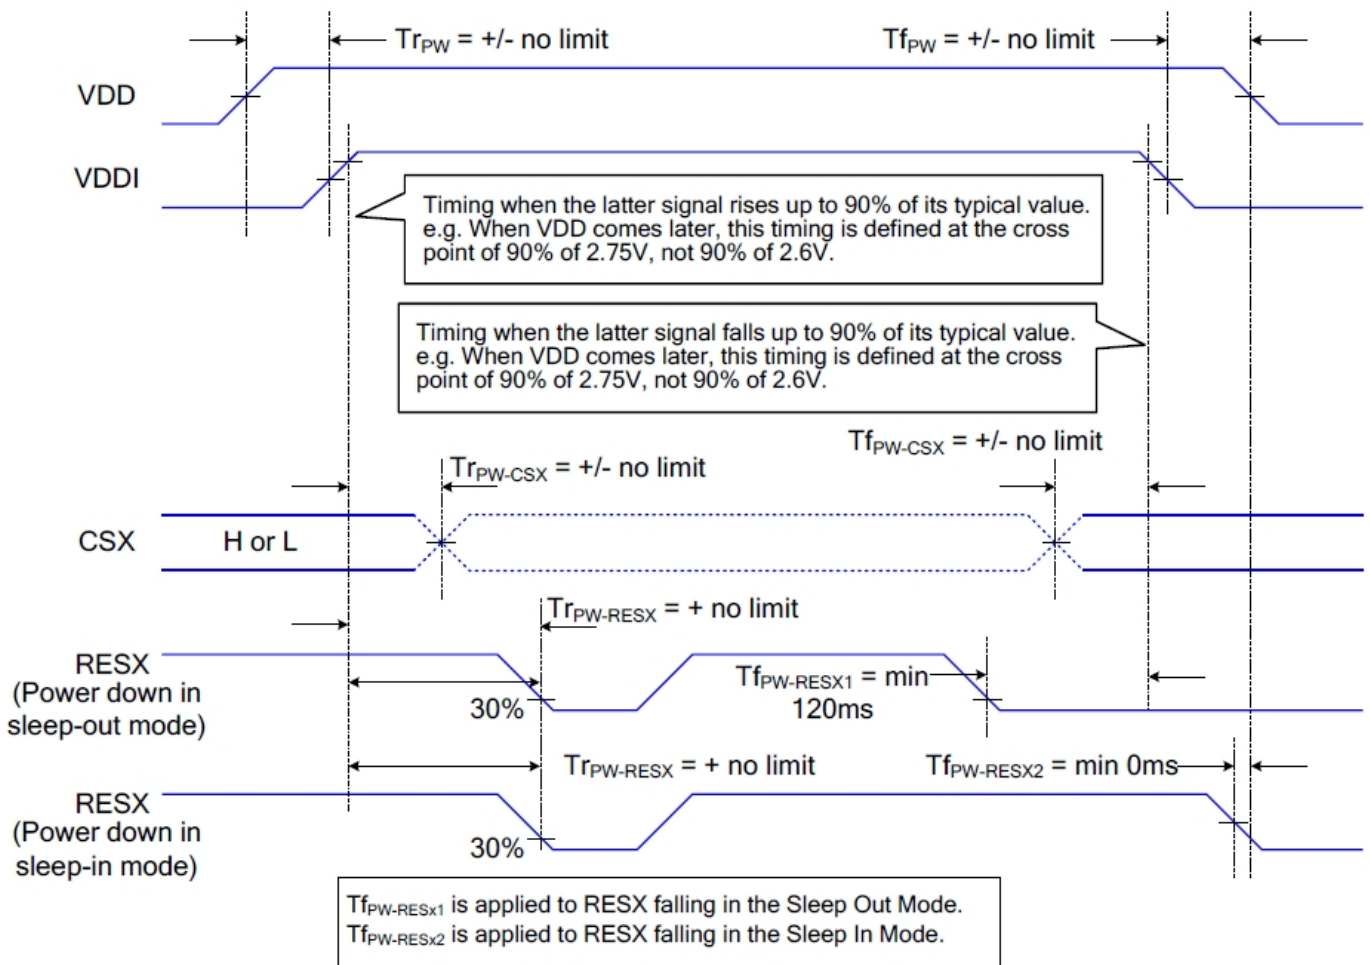 TrPW = +/- no limit
TfPW = +/- no limit
VDD
VDDI
Timing when the latter signal rises up to 90% of its typical value.
e.g. When VDD comes later, this timing is defined at the cross
point of 90% of 2.75V, not 90% of 2.6V.
Timing when the latter signal falls up to 90% of its typical value.
e.g. When VDD comes later, this timing is defined at the cross
point of 90% of 2.75V, not 90% of 2.6V.
TfPW-CSX = +/- no limit
TrPW-CSX = +/- no limit
CSX
H or L
TrPW-RESX = + no limit
RESX
(Power down in
sleep-out mode)
30%
TfPW-RESX1 = min
120ms
TrPW-RESX = + no limit
TfPW-RESX2 = min 0ms
RESX
(Power down in
sleep-in mode)
30%
TfPW-RESx1 is applied to RESX falling in the Sleep Out Mode.
TfPW-RESx2 is applied to RESX falling in the Sleep In Mode.